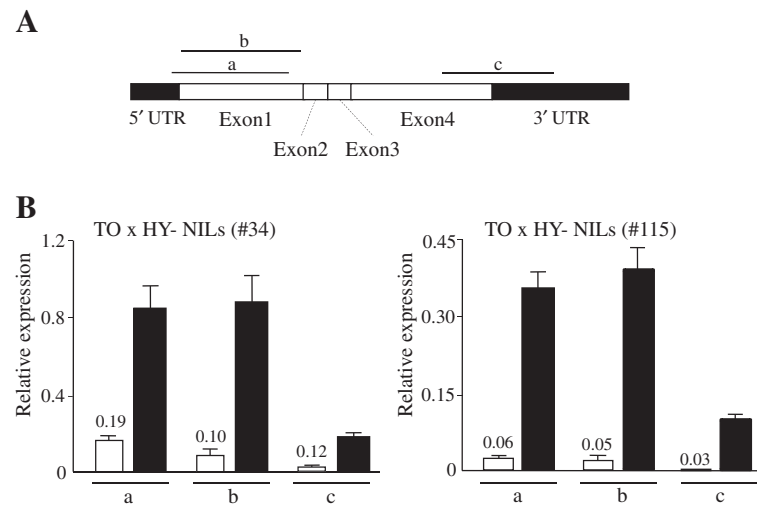 A
b
a
c
5′ UTR
Exon1
Exon4
3′ UTR
Exon2
Exon3
B
TO x HY- NILs (#34)
Relative expression
1.2
0.8
0.4
0
0.19
0.10
0.12
a
b
c
TO x HY- NILs (#115)
Relative expression
0.45
0.30
0.15
0
0.06
0.05
0.03
a
b
c